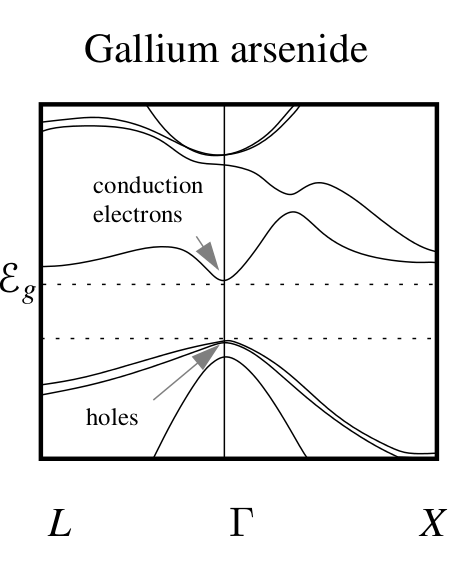 Gallium arsenide
conduction
electrons
ℰg
holes
L Γ X